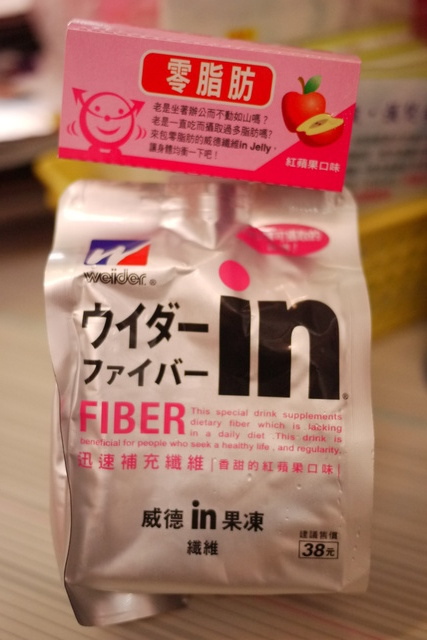 零脂肪
老是坐著辦公而不動如山嗎?
老是一直吃而攝取過多脂肪嗎?
來包零脂肪的威德纖維in Jelly,
讓身體均衡一下吧!
紅蘋果口味
weider®
ウイダー in
ファイバー
FIBER
This special drink supplements
dietary fiber which is lacking
in a daily diet .This drink is
beneficial for people who seek a healthy life , and regularity.
迅速補充纖維「香甜的紅蘋果口味」
威德 in 果凍
纖維
建議售價
38元